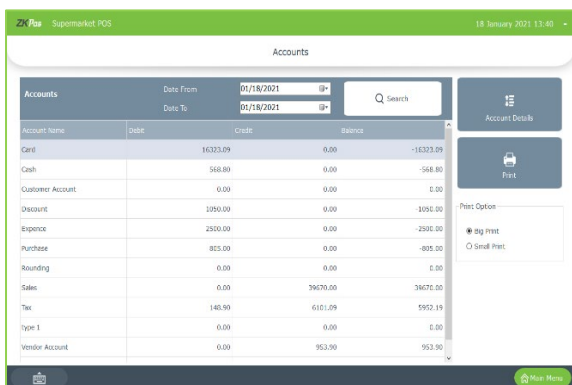 ZKPos Supermarket POS 18 January 2021 13:40
Accounts
Accounts Date From 01/18/2021 Search
Date To 01/18/2021
Account Details
Account Name Debit Credit Balance
Card 16323.09 0.00 -16323.09
Cash 568.80 0.00 -568.80
Print
Customer Account 0.00 0.00 0.00
Discount 1050.00 0.00 -1050.00
Print Option
Expence 2500.00 0.00 -2500.00
Big Print
Purchase 805.00 0.00 -805.00
Small Print
Rounding 0.00 0.00 0.00
Sales 0.00 39670.00 39670.00
Tax 148.90 6101.09 5952.19
type 1 0.00 0.00 0.00
Vendor Account 0.00 953.90 953.90
Main Menu